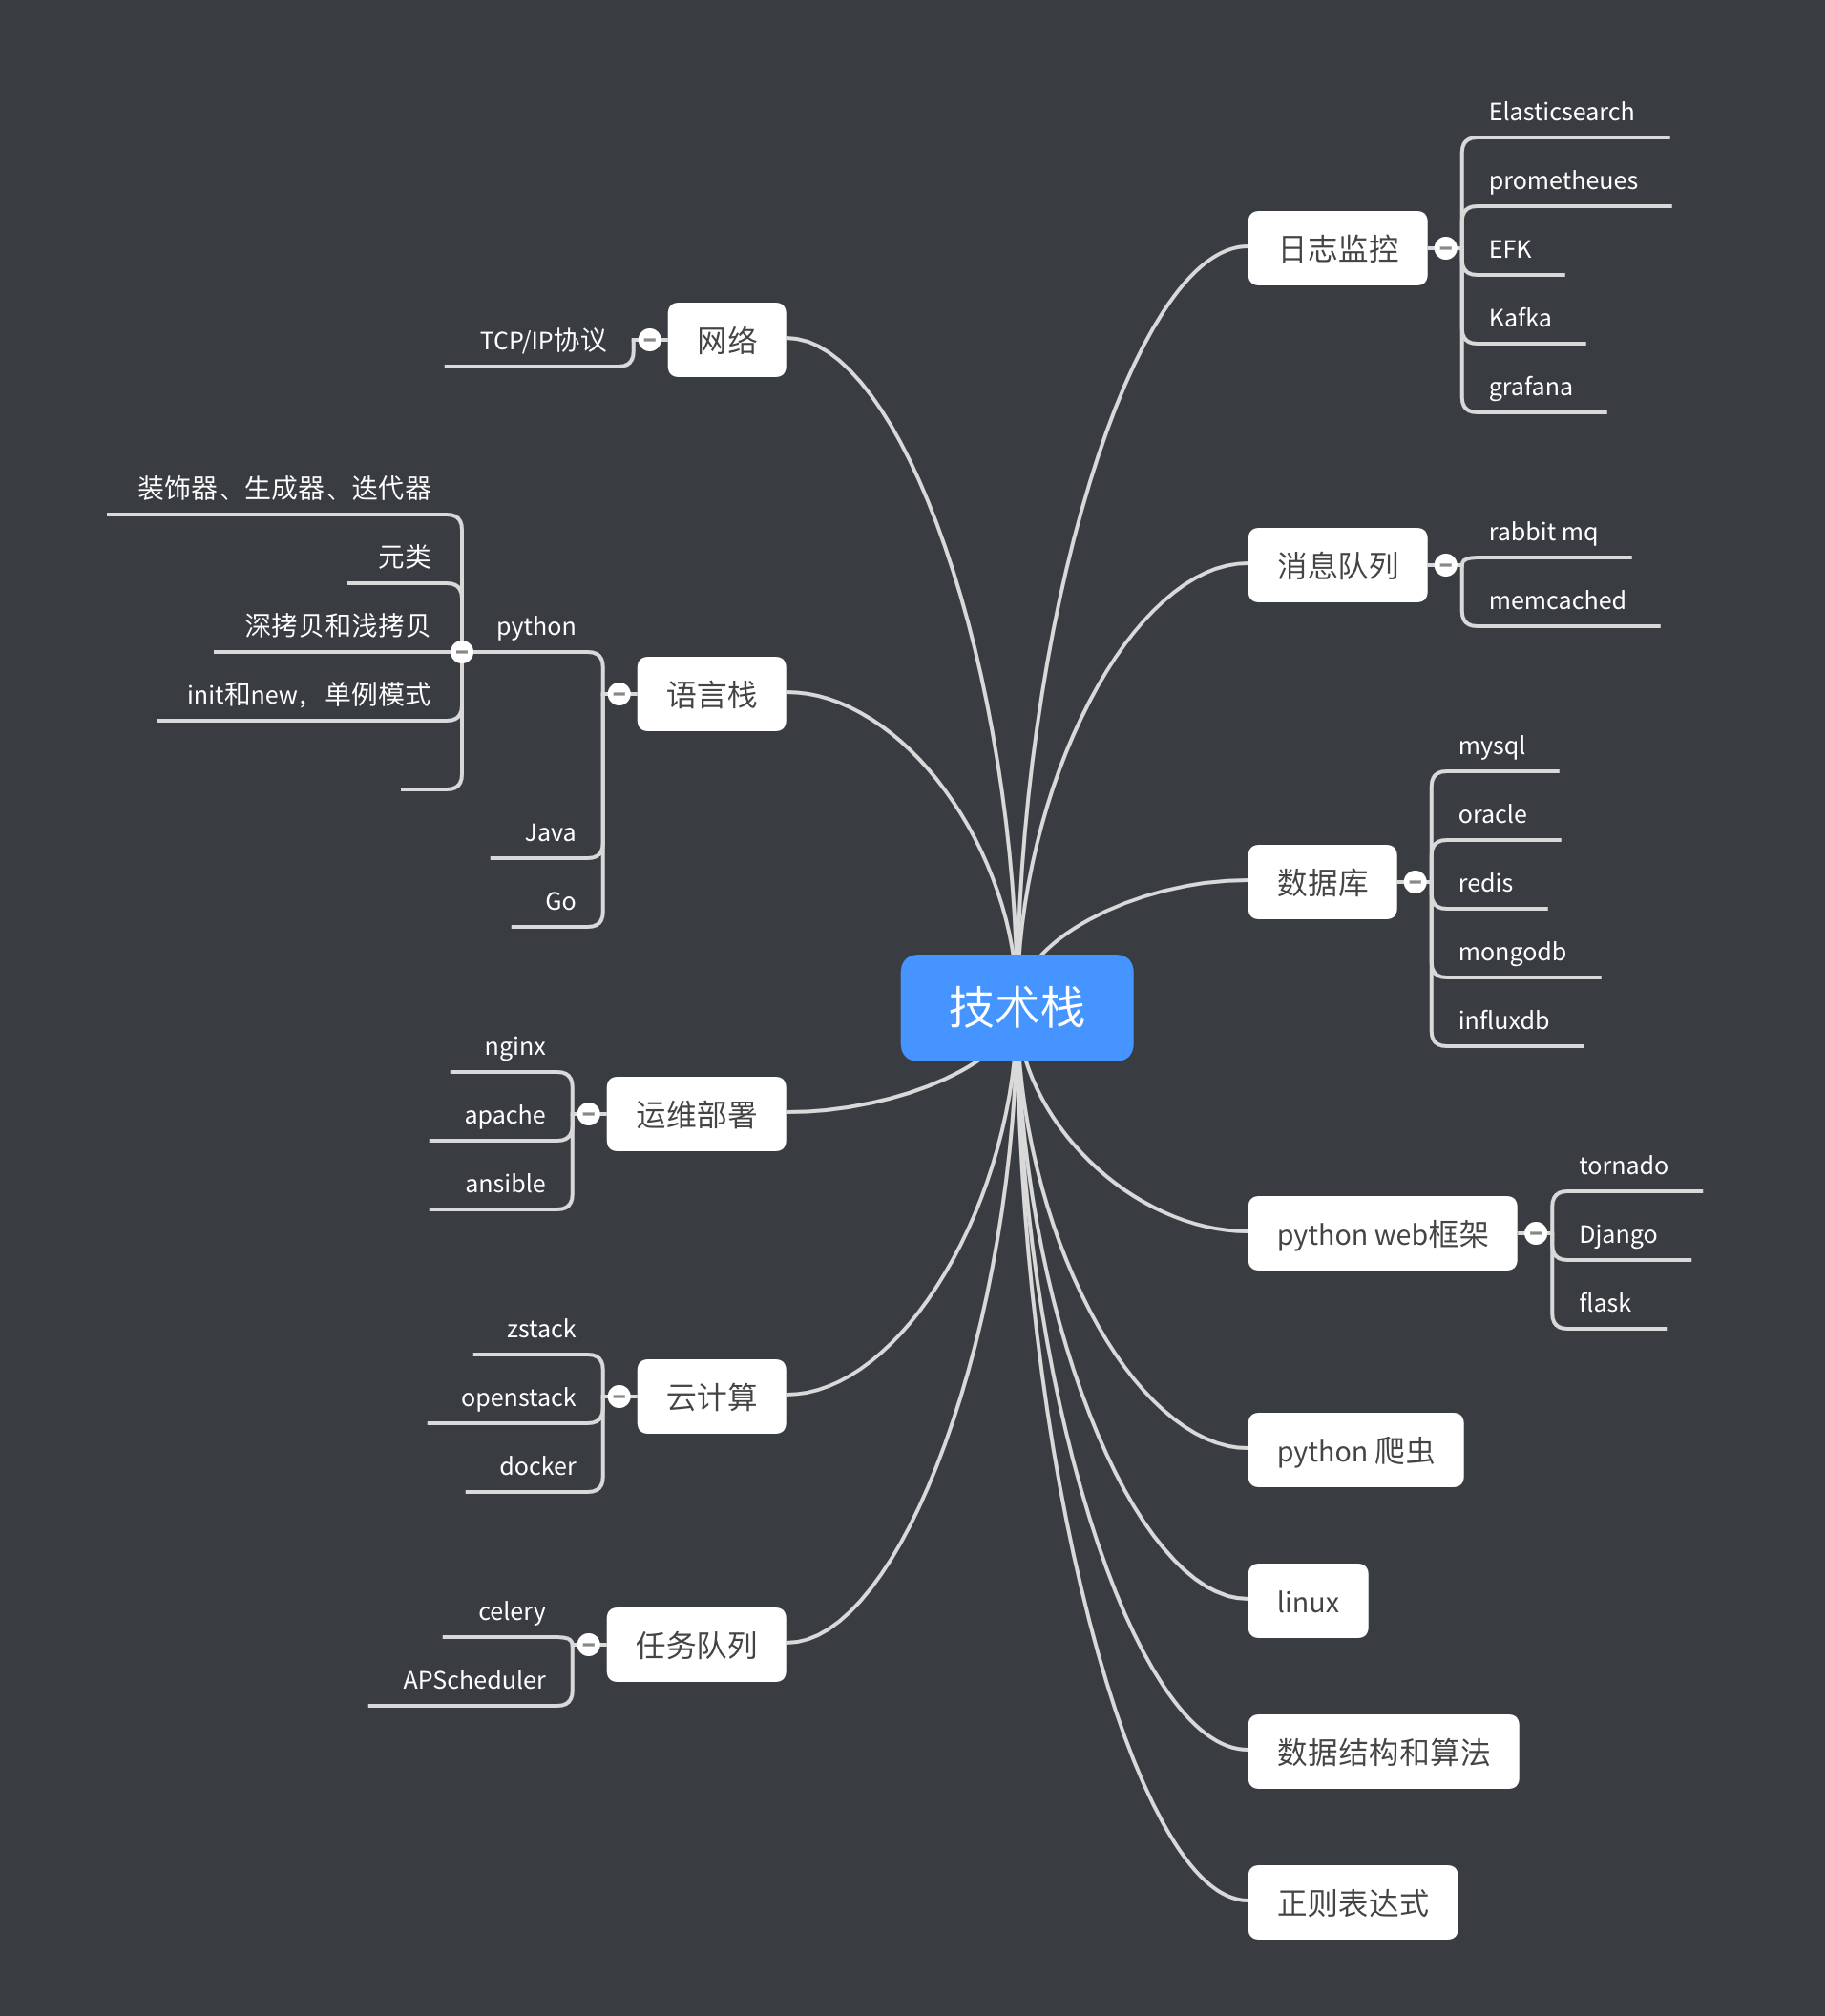 技术栈
日志监控
Elasticsearch
prometheues
EFK
Kafka
grafana
消息队列
rabbit mq
memcached
数据库
mysql
oracle
redis
mongodb
influxdb
python web框架
tornado
Django
flask
python 爬虫
linux
数据结构和算法
正则表达式
网络
TCP/IP协议
语言栈
python
装饰器、生成器、迭代器
元类
深拷贝和浅拷贝
init和new，单例模式
Java
Go
运维部署
nginx
apache
ansible
云计算
zstack
openstack
docker
任务队列
celery
APScheduler